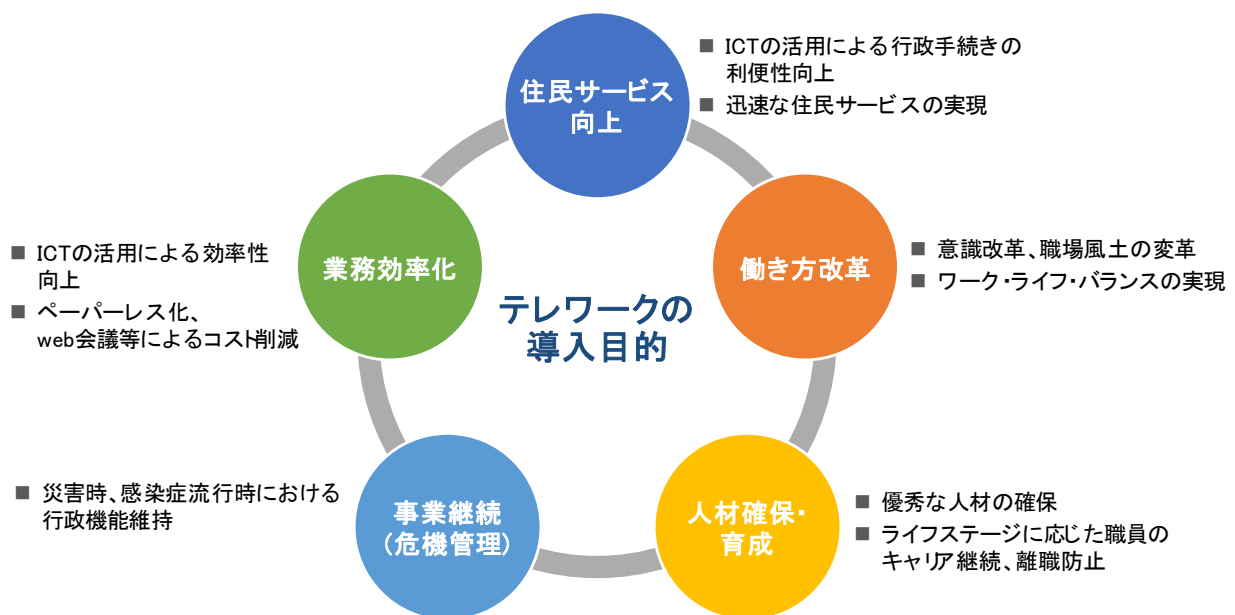 住民サービス
向上
■ ICTの活用による行政手続きの
利便性向上
■ 迅速な住民サービスの実現
働き方改革
■ 意識改革、職場風土の変革
■ ワーク・ライフ・バランスの実現
人材確保・
育成
■ 優秀な人材の確保
■ ライフステージに応じた職員の
キャリア継続、離職防止
事業継続
(危機管理)
■ 災害時、感染症流行時における
行政機能維持
業務効率化
■ ICTの活用による効率性
向上
■ ペーパーレス化、
web会議等によるコスト削減
テレワークの
導入目的